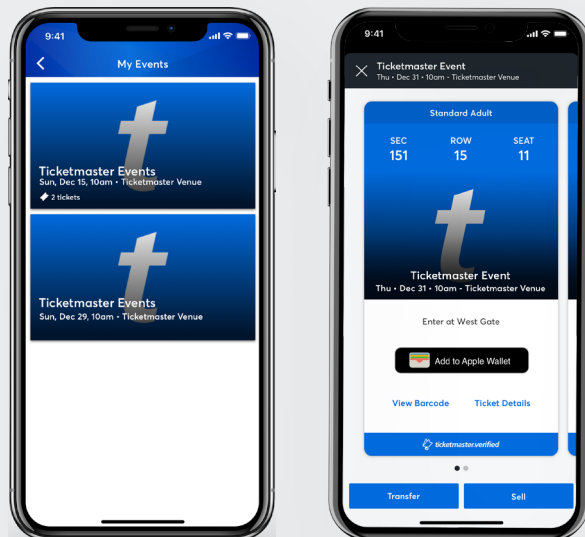 9:41
My Events
t
Ticketmaster Events
Sun, Dec 15, 10am • Ticketmaster Venue
2 tickets
t
Ticketmaster Events
Sun, Dec 29, 10am • Ticketmaster Venue
9:41
Ticketmaster Event
Thu • Dec 31 • 10am - Ticketmaster Venue
Standard Adult
SEC ROW SEAT
151 15 11
t
Ticketmaster Event
Thu • Dec 31 • 10am - Ticketmaster Venue
Enter at West Gate
Add to Apple Wallet
View Barcode Ticket Details
ticketmaster.verified
Transfer Sell